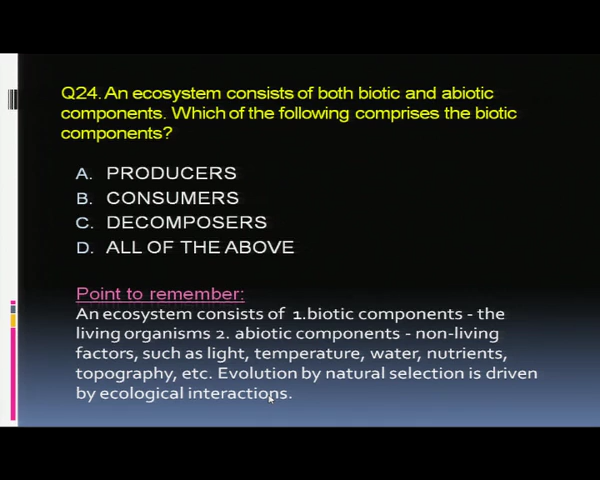 Q24. An ecosystem consists of both biotic and abiotic
components. Which of the following comprises the biotic
components?
A. PRODUCERS
B. CONSUMERS
C. DECOMPOSERS
D. ALL OF THE ABOVE
Point to remember:
An ecosystem consists of 1.biotic components - the
living organisms 2. abiotic components - non-living
factors, such as light, temperature, water, nutrients,
topography, etc. Evolution by natural selection is driven
by ecological interactions.